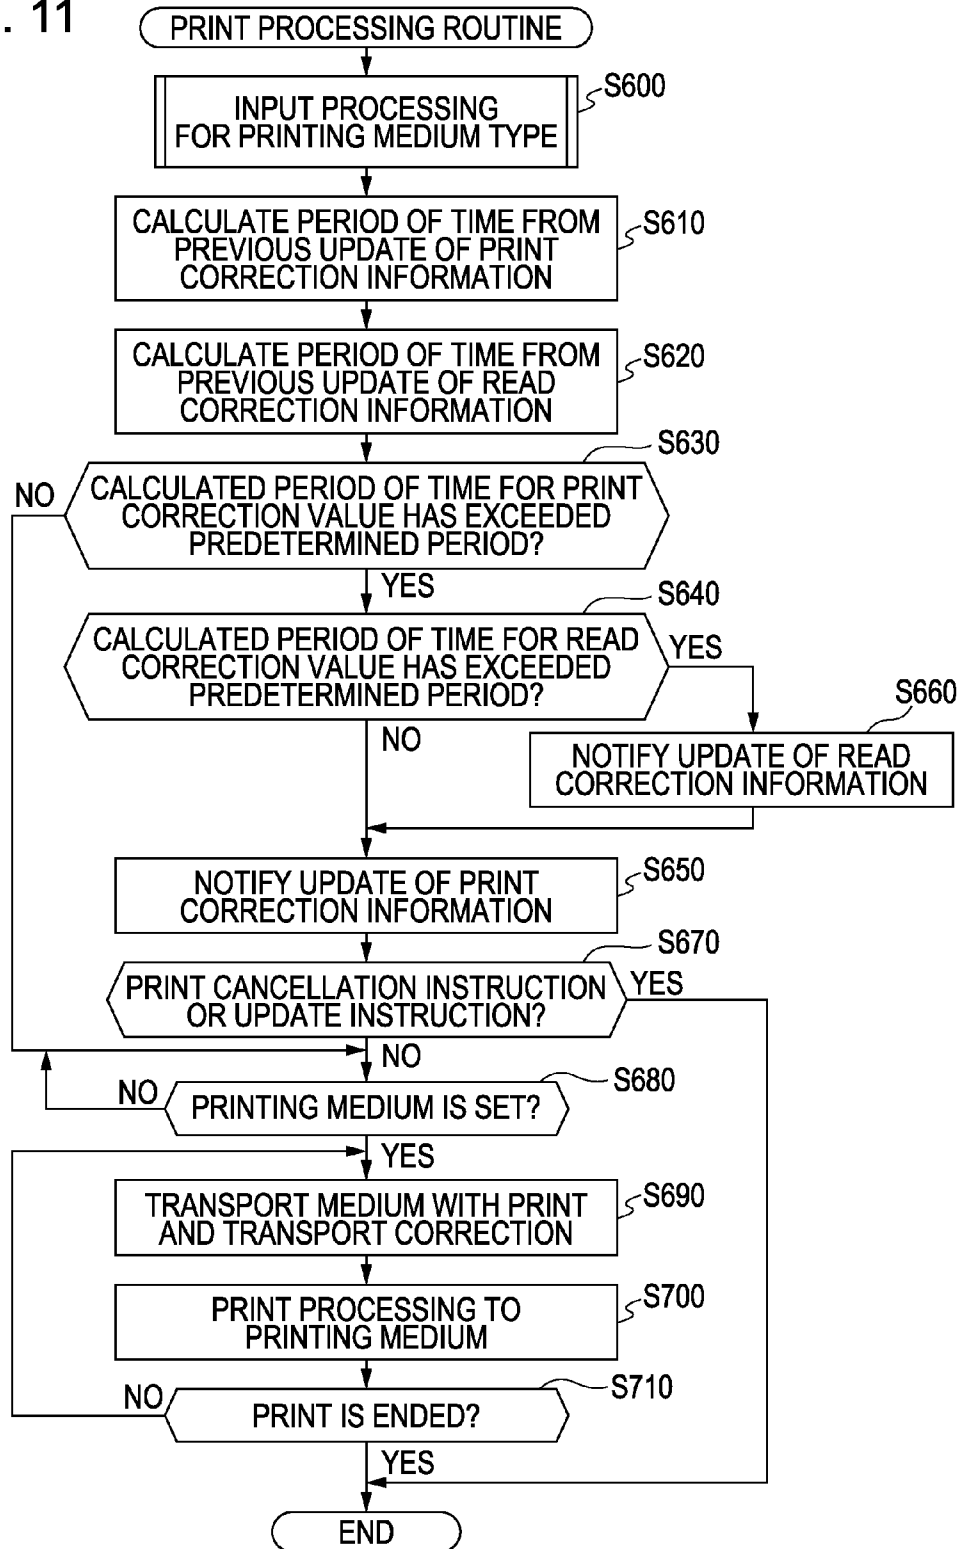 . 11
PRINT PROCESSING ROUTINE
S600
INPUT PROCESSING
FOR PRINTING MEDIUM TYPE
CALCULATE PERIOD OF TIME FROM
PREVIOUS UPDATE OF PRINT
CORRECTION INFORMATION
S610
CALCULATE PERIOD OF TIME FROM
PREVIOUS UPDATE OF READ
CORRECTION INFORMATION
S620
S630
NO
CALCULATED PERIOD OF TIME FOR PRINT
CORRECTION VALUE HAS EXCEEDED
PREDETERMINED PERIOD?
YES
S640
CALCULATED PERIOD OF TIME FOR READ
CORRECTION VALUE HAS EXCEEDED
PREDETERMINED PERIOD?
YES
S660
NO
NOTIFY UPDATE OF READ
CORRECTION INFORMATION
NOTIFY UPDATE OF PRINT
CORRECTION INFORMATION
S650
S670
PRINT CANCELLATION INSTRUCTION
OR UPDATE INSTRUCTION?
YES
NO
S680
NO
PRINTING MEDIUM IS SET?
YES
TRANSPORT MEDIUM WITH PRINT
AND TRANSPORT CORRECTION
S690
PRINT PROCESSING TO
PRINTING MEDIUM
S700
S710
NO
PRINT IS ENDED?
YES
END